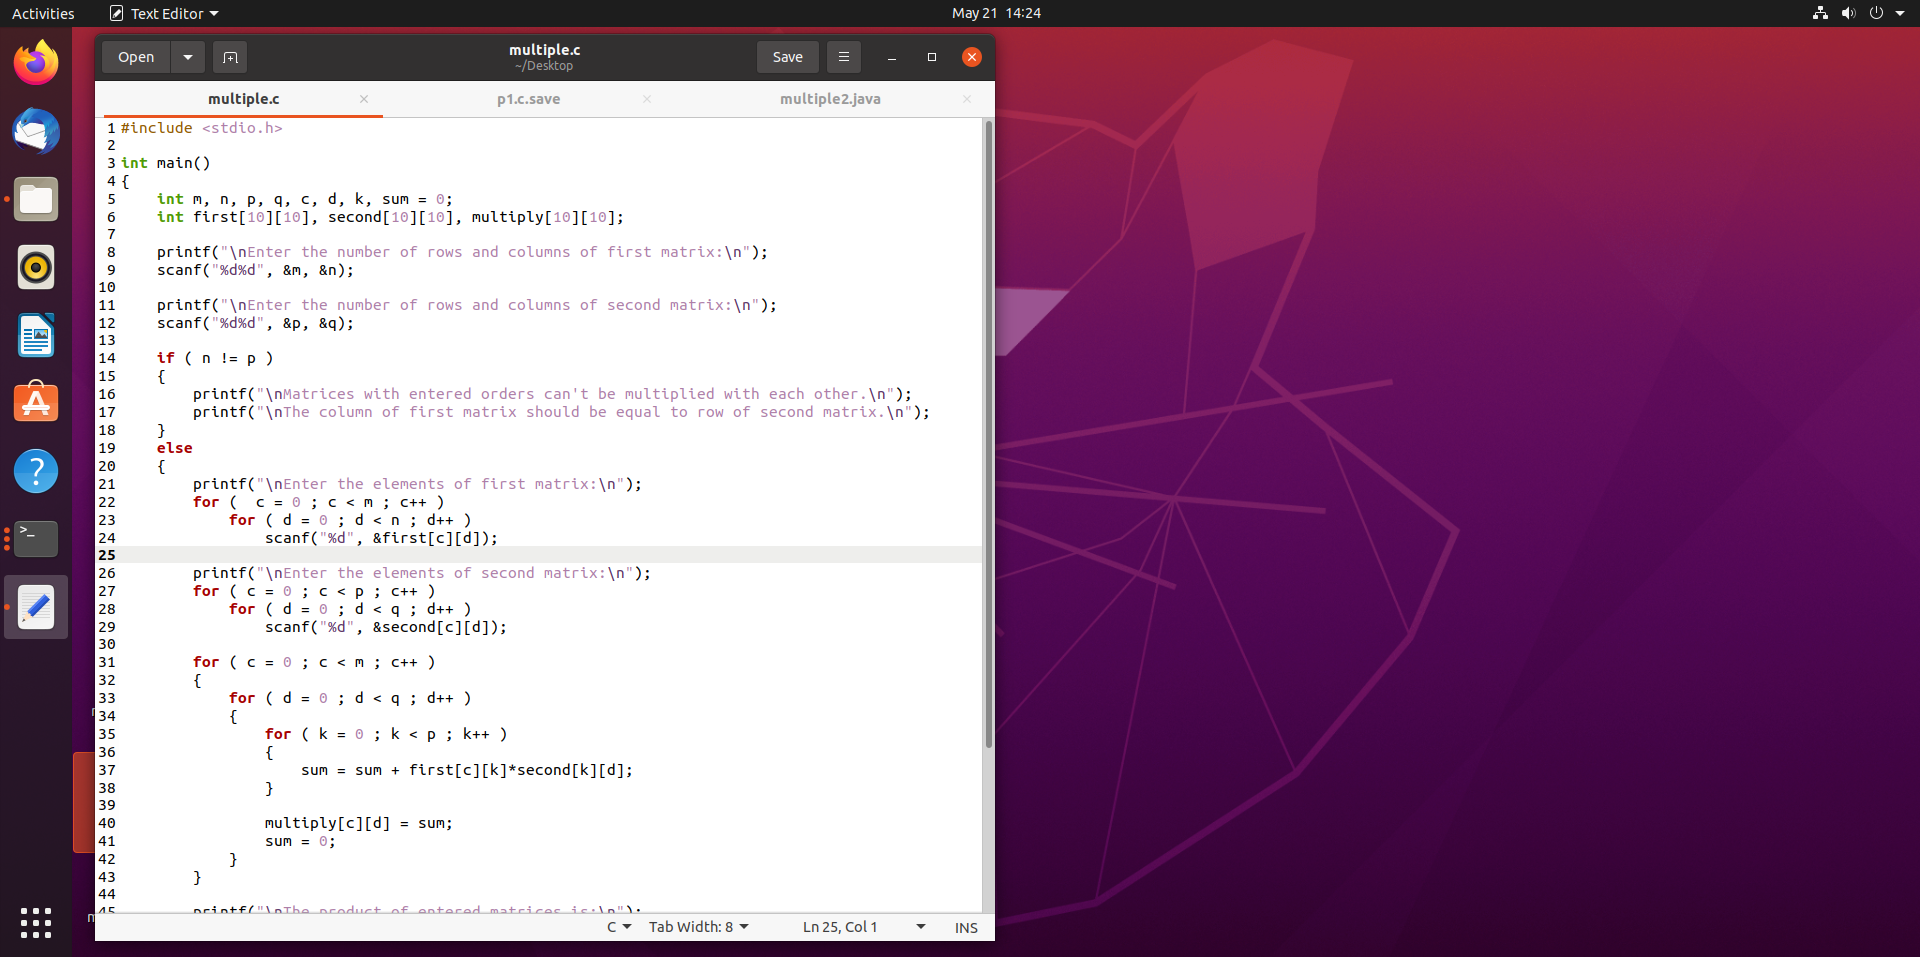 Activities Text Editor May 21 14:24
Open multiple.c Save
~/Desktop
multiple.c p1.c.save multiple2.java
1 #include <stdio.h>
2
3 int main()
4 {
5     int m, n, p, q, c, d, k, sum = 0;
6     int first[10][10], second[10][10], multiply[10][10];
7
8     printf("\nEnter the number of rows and columns of first matrix:\n");
9     scanf("%d%d", &m, &n);
10
11     printf("\nEnter the number of rows and columns of second matrix:\n");
12     scanf("%d%d", &p, &q);
13
14     if ( n != p )
15     {
16         printf("\nMatrices with entered orders can't be multiplied with each other.\n");
17         printf("\nThe column of first matrix should be equal to row of second matrix.\n");
18     }
19     else
20     {
21         printf("\nEnter the elements of first matrix:\n");
22         for (  c = 0 ; c < m ; c++ )
23             for ( d = 0 ; d < n ; d++ )
24                 scanf("%d", &first[c][d]);
25
26         printf("\nEnter the elements of second matrix:\n");
27         for ( c = 0 ; c < p ; c++ )
28             for ( d = 0 ; d < q ; d++ )
29                 scanf("%d", &second[c][d]);
30
31         for ( c = 0 ; c < m ; c++ )
32         {
33             for ( d = 0 ; d < q ; d++ )
34             {
35                 for ( k = 0 ; k < p ; k++ )
36                 {
37                     sum = sum + first[c][k]*second[k][d];
38                 }
39
40                 multiply[c][d] = sum;
41                 sum = 0;
42             }
43         }
44
45         printf("\nThe product of entered matrices is:\n");
C Tab Width: 8 Ln 25, Col 1 INS